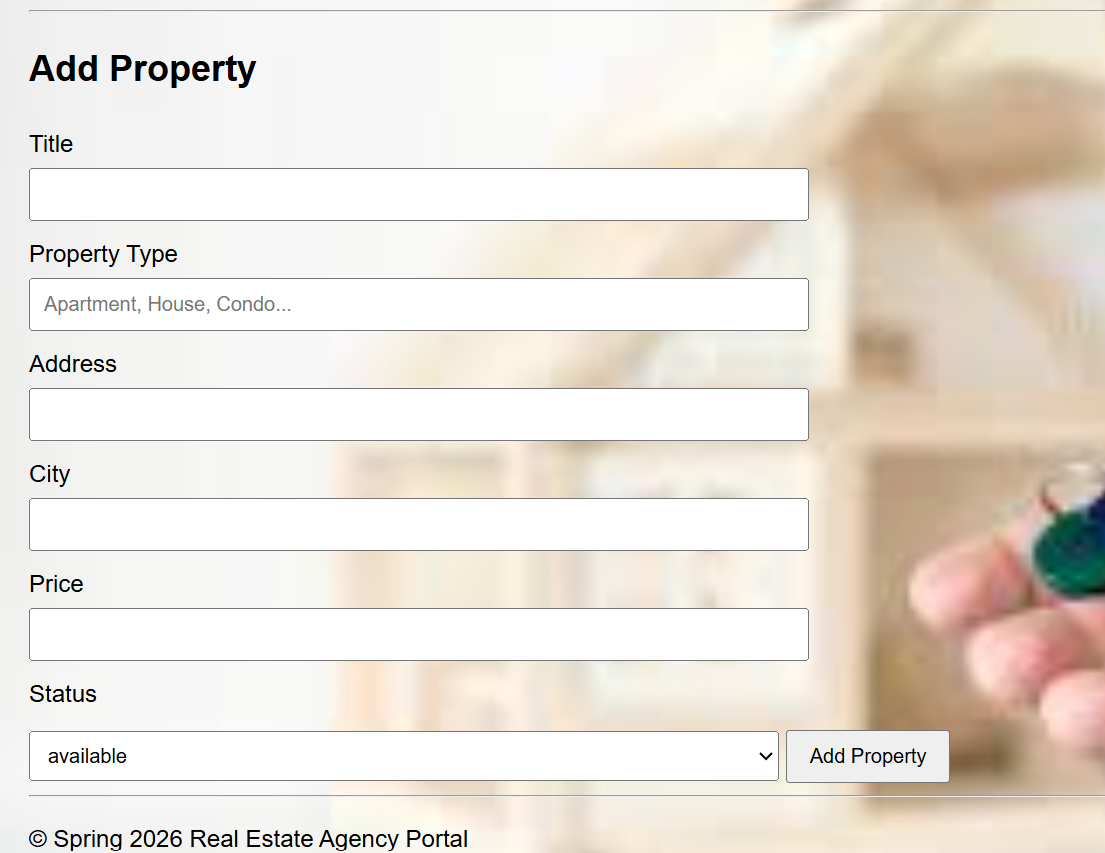 Add Property
Title
Property Type
Apartment, House, Condo...
Address
City
Price
Status
available
Add Property
© Spring 2026 Real Estate Agency Portal